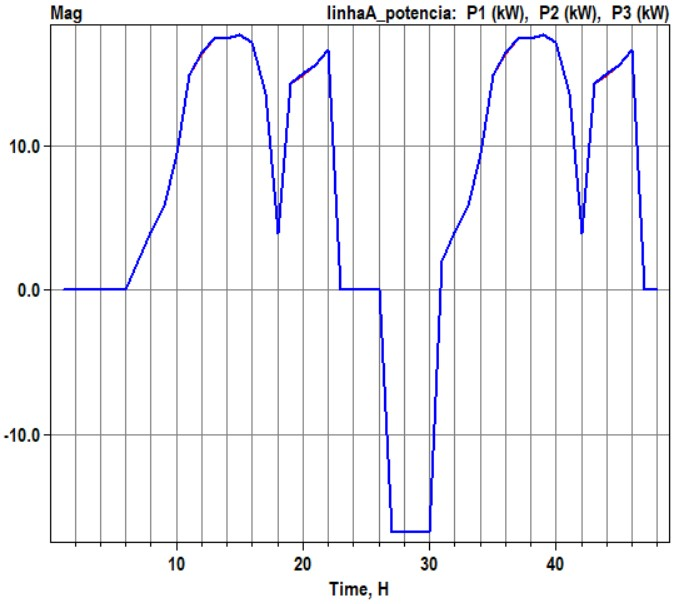 Mag linhaA_potencia: P1 (kW), P2 (kW), P3 (kW)
10.0
0.0
-10.0
10 20 30 40
Time, H